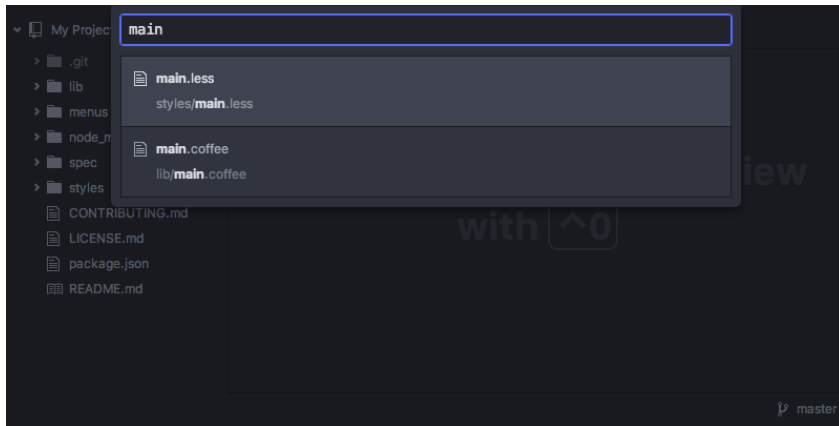 My Projec
main
.git
lib
menus
node_m
spec
styles
CONTRIBUTING.md
LICENSE.md
package.json
README.md
main.less
styles/main.less
main.coffee
lib/main.coffee
iew
with ^0
master